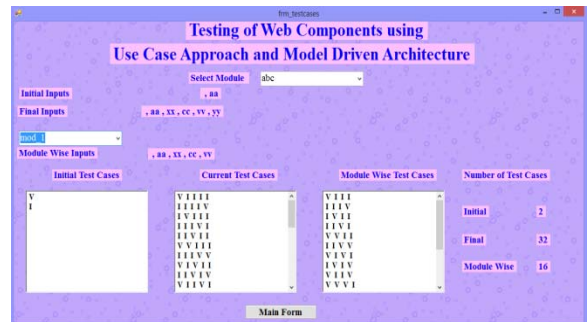 frm_testcases
Testing of Web Components using
Use Case Approach and Model Driven Architecture
Select Module abc
Initial Inputs , aa
Final Inputs , aa , xx , cc , vv , yy
mod_1
Module Wise Inputs , aa , xx , cc , vv
Initial Test Cases Current Test Cases Module Wise Test Cases Number of Test Cases
V
I
V I I I I
I I I I V
I V I I I
I I I V I
I I V I I
V V I I I
I I I V V
V I V I I
I I V I V
V I I V I
V I I I
I I I V
I V I I
I I V I
V V I I
I I V V
V I V I
I V I V
V I I V
V V V I
Initial 2
Final 32
Module Wise 16
Main Form